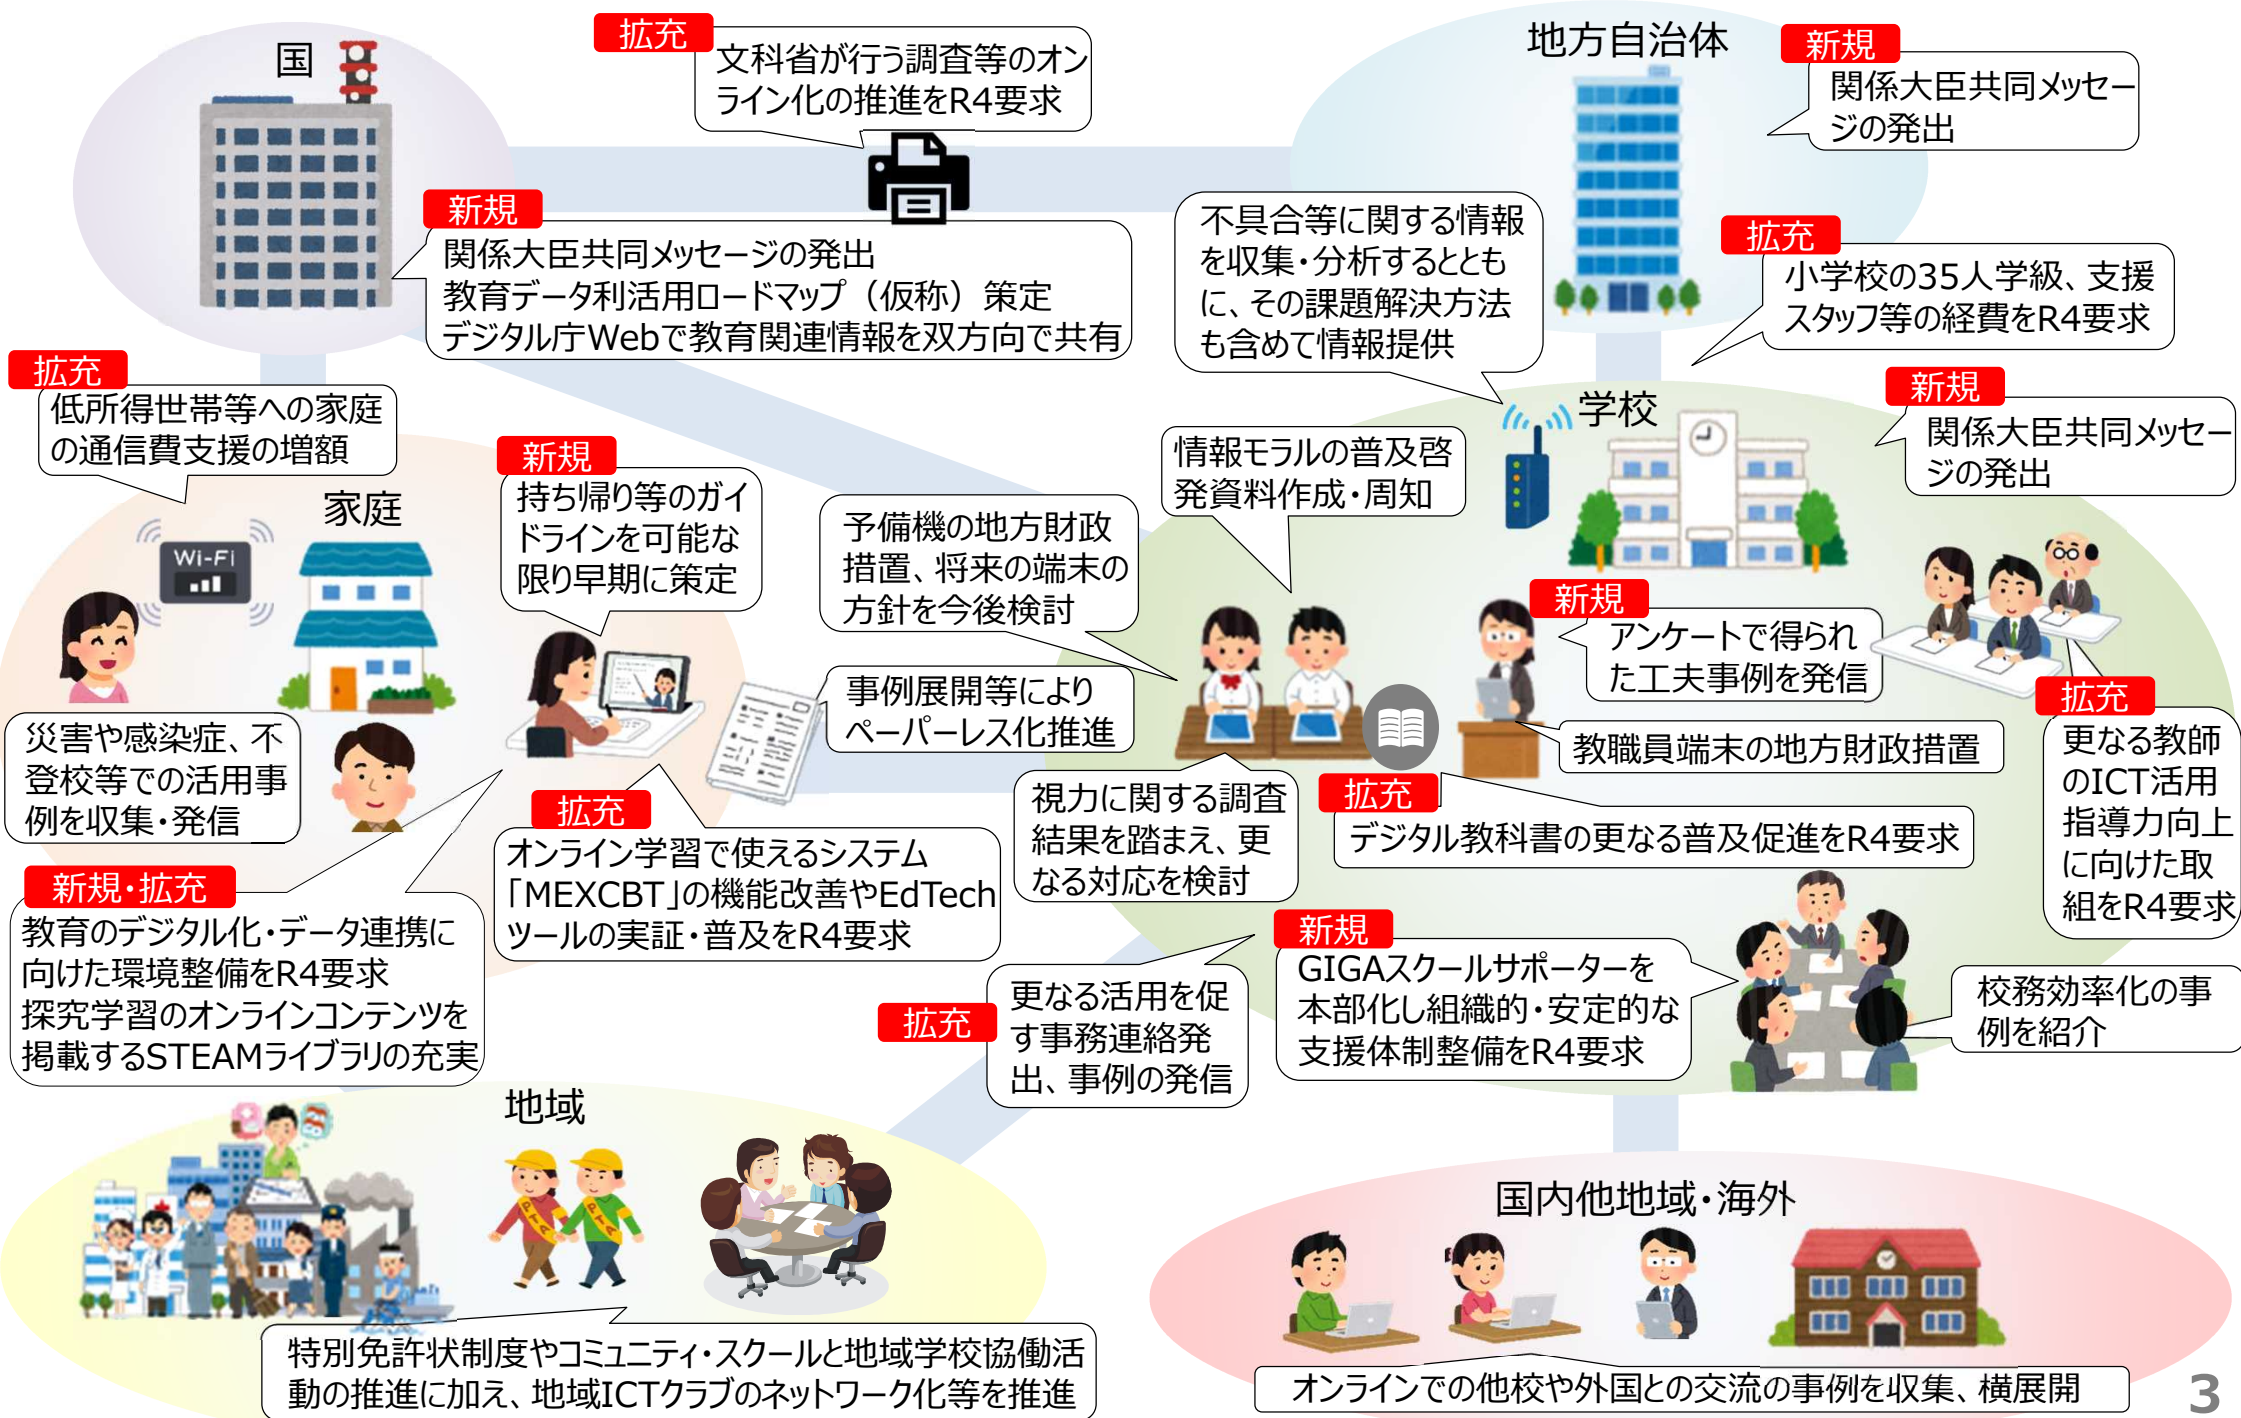 国
拡充
文科省が行う調査等のオン
ライン化の推進をR4要求
地方自治体
新規
関係大臣共同メッセー
ジの発出
新規
関係大臣共同メッセージの発出
教育データ利活用ロードマップ（仮称）策定
デジタル庁Webで教育関連情報を双方向で共有
不具合等に関する情報
を収集・分析するととも
に、その課題解決方法
も含めて情報提供
拡充
小学校の35人学級、支援
スタッフ等の経費をR4要求
拡充
低所得世帯等への家庭
の通信費支援の増額
家庭
Wi-Fi
新規
持ち帰り等のガイ
ドラインを可能な
限り早期に策定
学校
新規
関係大臣共同メッセー
ジの発出
情報モラルの普及啓
発資料作成・周知
予備機の地方財政
措置、将来の端末の
方針を今後検討
新規
アンケートで得られ
た工夫事例を発信
事例展開等により
ペーパーレス化推進
教職員端末の地方財政措置
拡充
更なる教師
のICT活用
指導力向上
に向けた取
組をR4要求
災害や感染症、不
登校等での活用事
例を収集・発信
拡充
オンライン学習で使えるシステム
「MEXCBT」の機能改善やEdTech
ツールの実証・普及をR4要求
視力に関する調査
結果を踏まえ、更
なる対応を検討
拡充
デジタル教科書の更なる普及促進をR4要求
新規・拡充
教育のデジタル化・データ連携に
向けた環境整備をR4要求
探究学習のオンラインコンテンツを
掲載するSTEAMライブラリの充実
拡充
更なる活用を促
す事務連絡発
出、事例の発信
新規
GIGAスクールサポーターを
本部化し組織的・安定的な
支援体制整備をR4要求
校務効率化の事
例を紹介
地域
PTA
PTA
特別免許状制度やコミュニティ・スクールと地域学校協働活
動の推進に加え、地域ICTクラブのネットワーク化等を推進
国内他地域・海外
オンラインでの他校や外国との交流の事例を収集、横展開
3